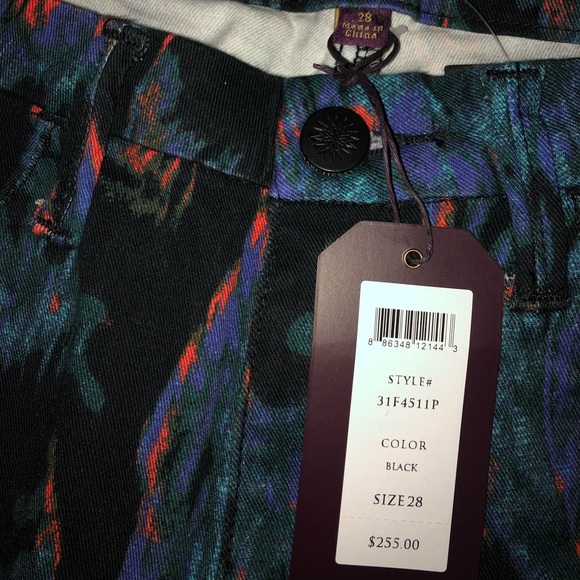 28
Made in
China
8 86348 12144 3
STYLE#
31F4511P
COLOR
BLACK
SIZE 28
$255.00